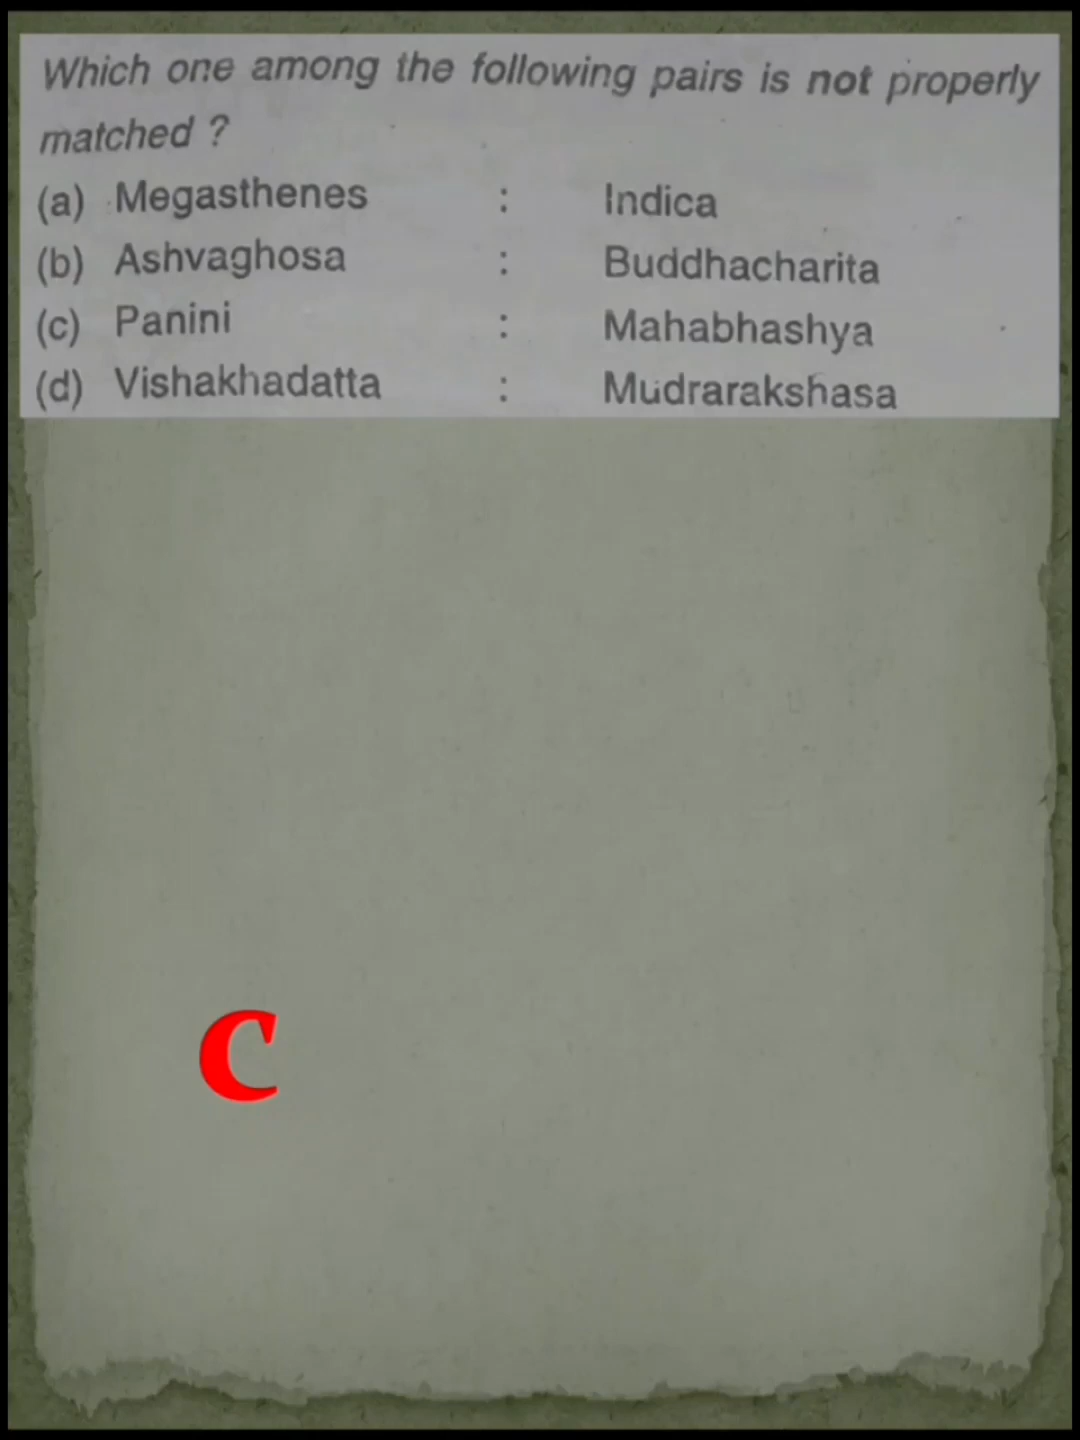 Which one among the following pairs is not properly
matched ?
(a) Megasthenes : Indica
(b) Ashvaghosa : Buddhacharita
(c) Panini : Mahabhashya
(d) Vishakhadatta : Mudrarakshasa
c